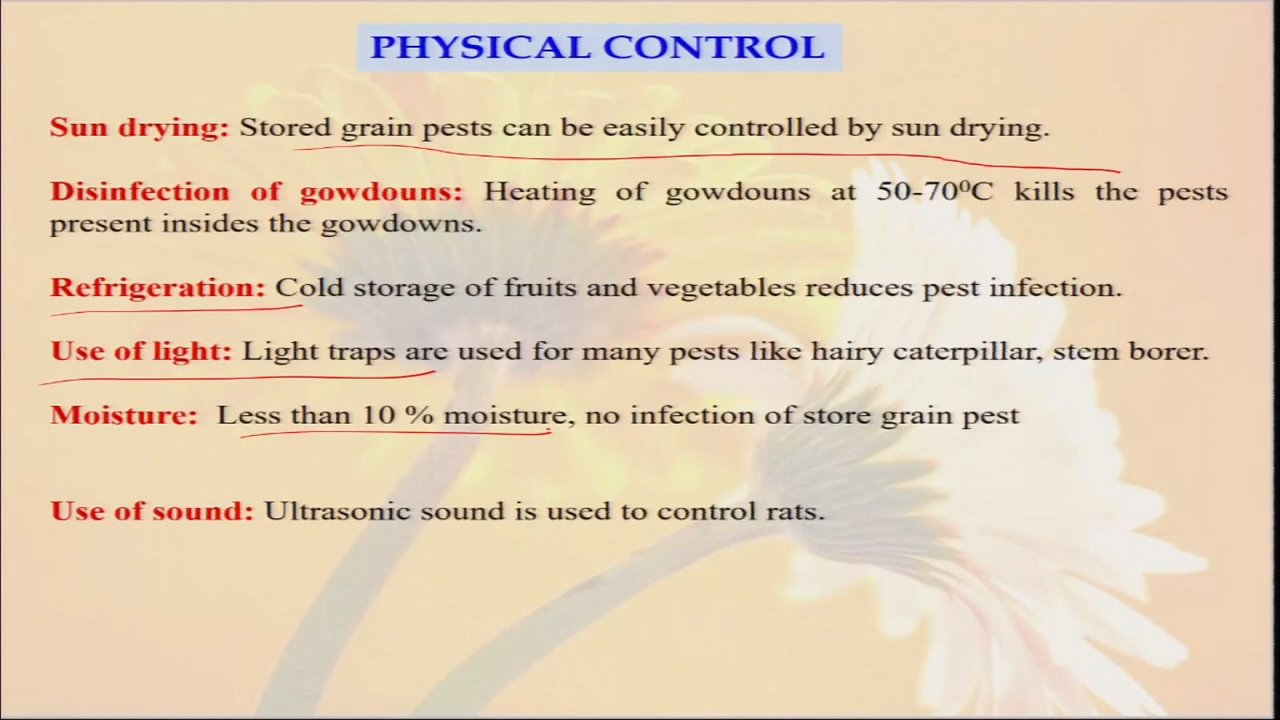 PHYSICAL CONTROL
Sun drying: Stored grain pests can be easily controlled by sun drying.
Disinfection of gowdouns: Heating of gowdouns at 50-70⁰C kills the pests
present insides the gowdowns.
Refrigeration: Cold storage of fruits and vegetables reduces pest infection.
Use of light: Light traps are used for many pests like hairy caterpillar, stem borer.
Moisture: Less than 10 % moisture, no infection of store grain pest
Use of sound: Ultrasonic sound is used to control rats.